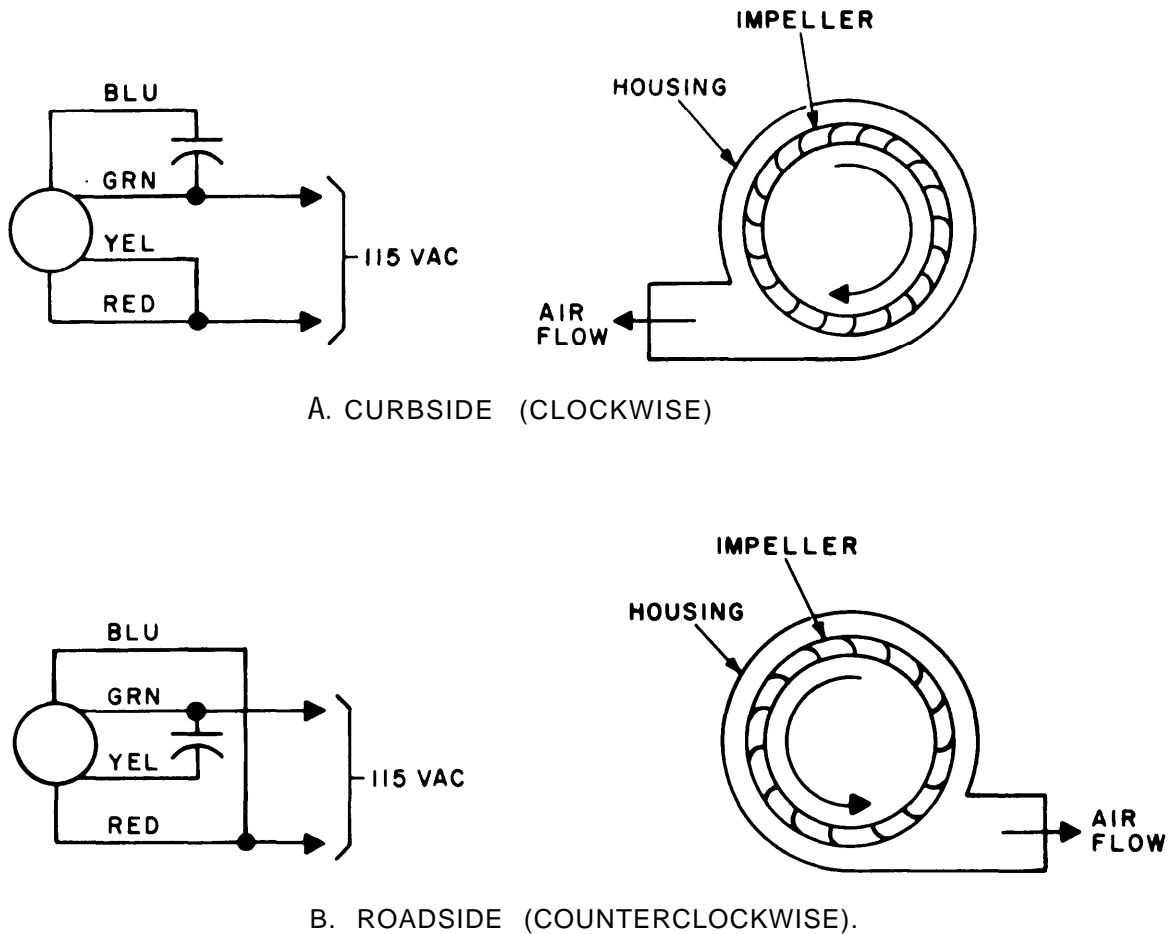 IMPELLER
HOUSING
BLU
GRN
YEL
RED
115 VAC
AIR
FLOW
A. CURBSIDE (CLOCKWISE)
IMPELLER
HOUSING
BLU
GRN
YEL
RED
115 VAC
AIR
FLOW
B. ROADSIDE (COUNTERCLOCKWISE).